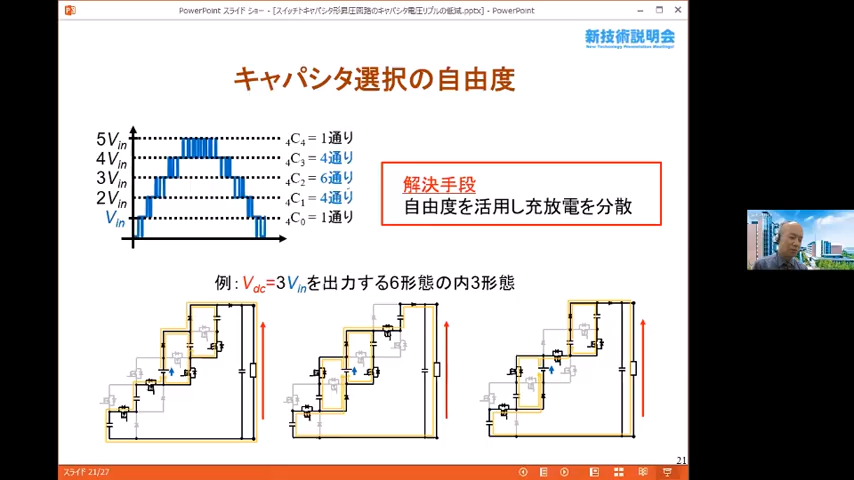 PowerPoint スライド ショー - [スイッチトキャパシタ形昇圧回路のキャパシタ電圧リプルの低減.pptx] - PowerPoint
新技術説明会
New Technology Presentation Meetings!
キャパシタ選択の自由度
5Vin
4Vin
3Vin
2Vin
Vin
4C4 = 1通り
4C3 = 4通り
4C2 = 6通り
4C1 = 4通り
4C0 = 1通り
解決手段
自由度を活用し充放電を分散
例：Vdc=3Vinを出力する6形態の内3形態
21
スライド 21/27